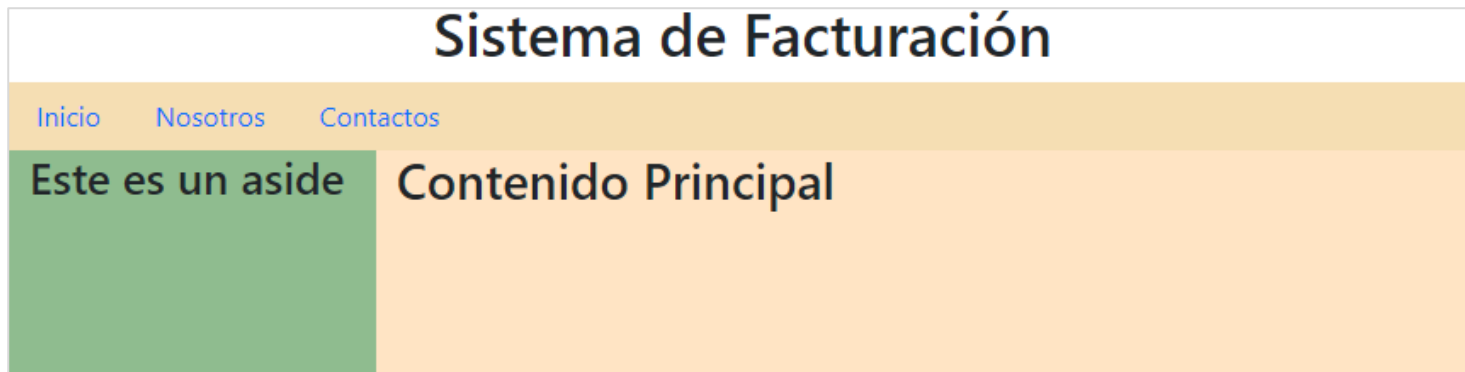 Sistema de Facturación
Inicio Nosotros Contactos
Este es un aside
Contenido Principal